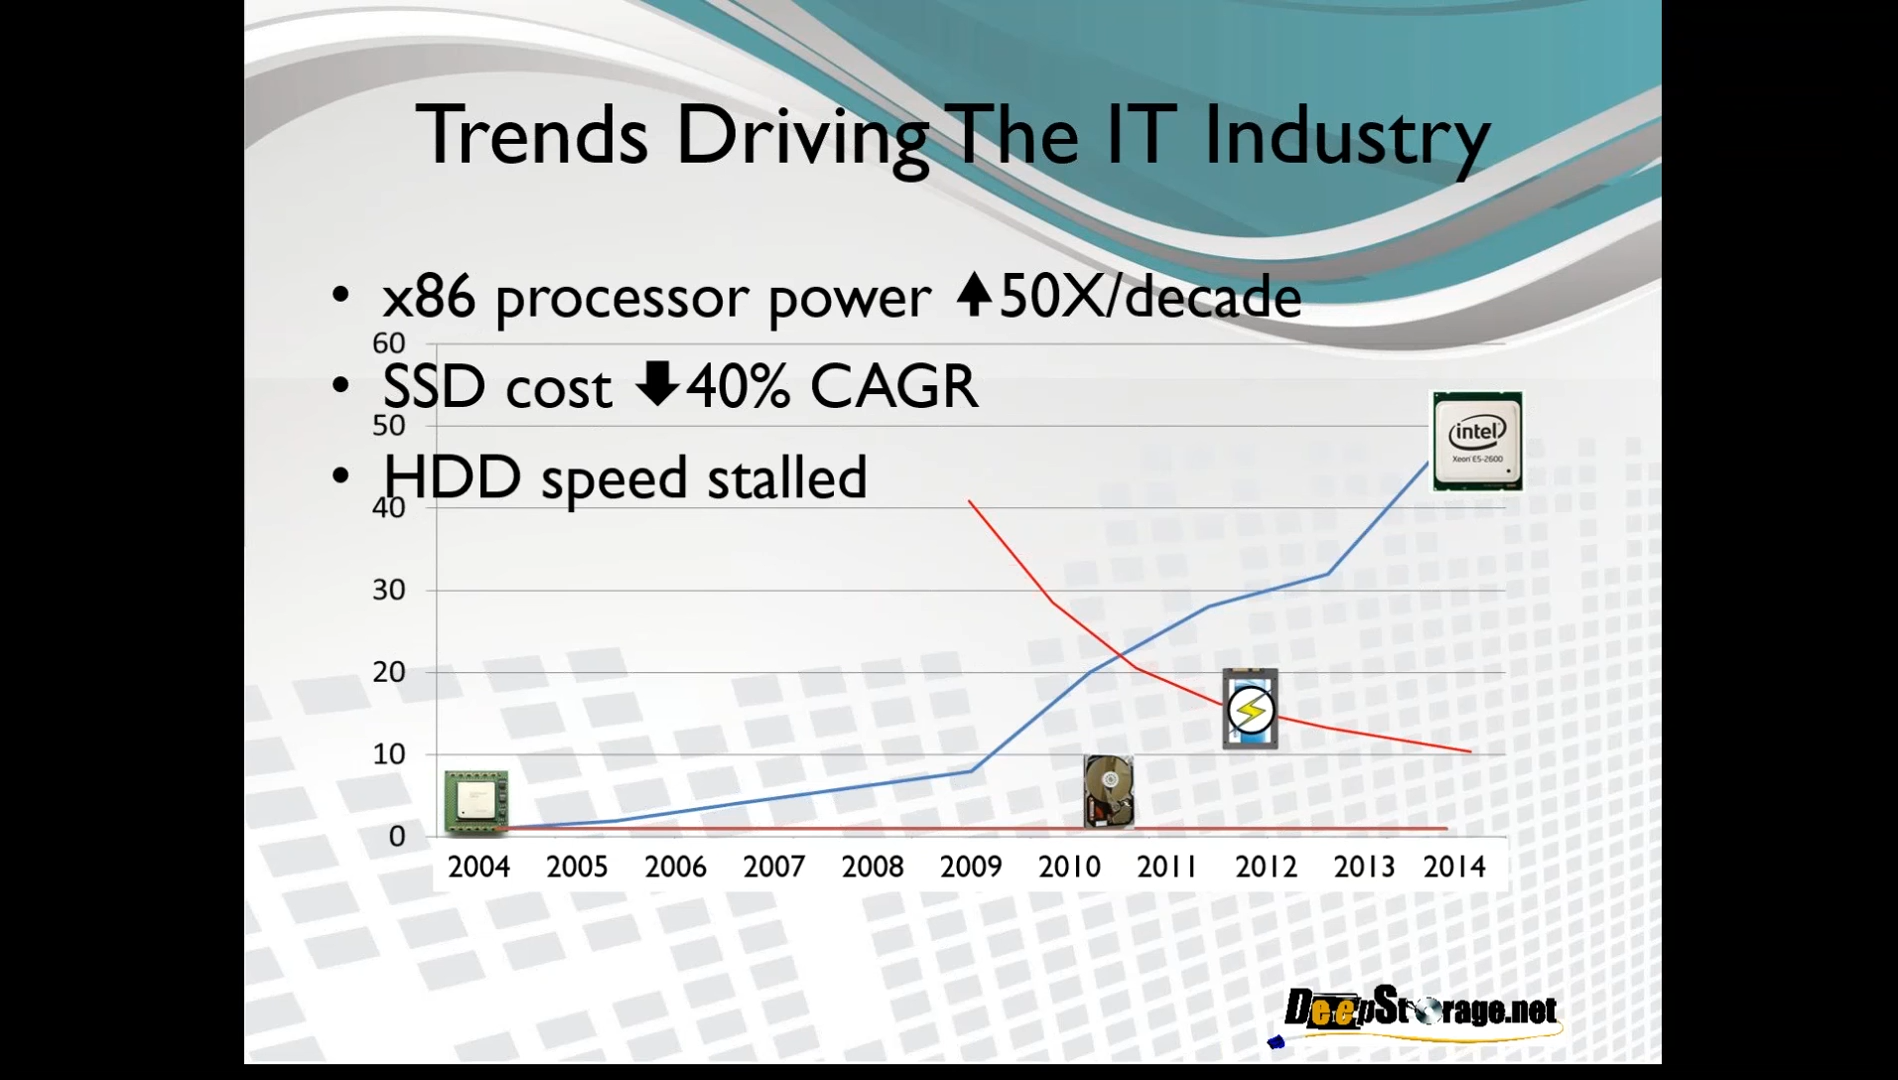 Trends Driving The IT Industry
• x86 processor power ⬆50X/decade
60
• SSD cost ⬇40% CAGR
50
• HDD speed stalled
40
30
20
10
0
intel
Xeon E5-2600
2004 2005 2006 2007 2008 2009 2010 2011 2012 2013 2014
DeepStorage.net